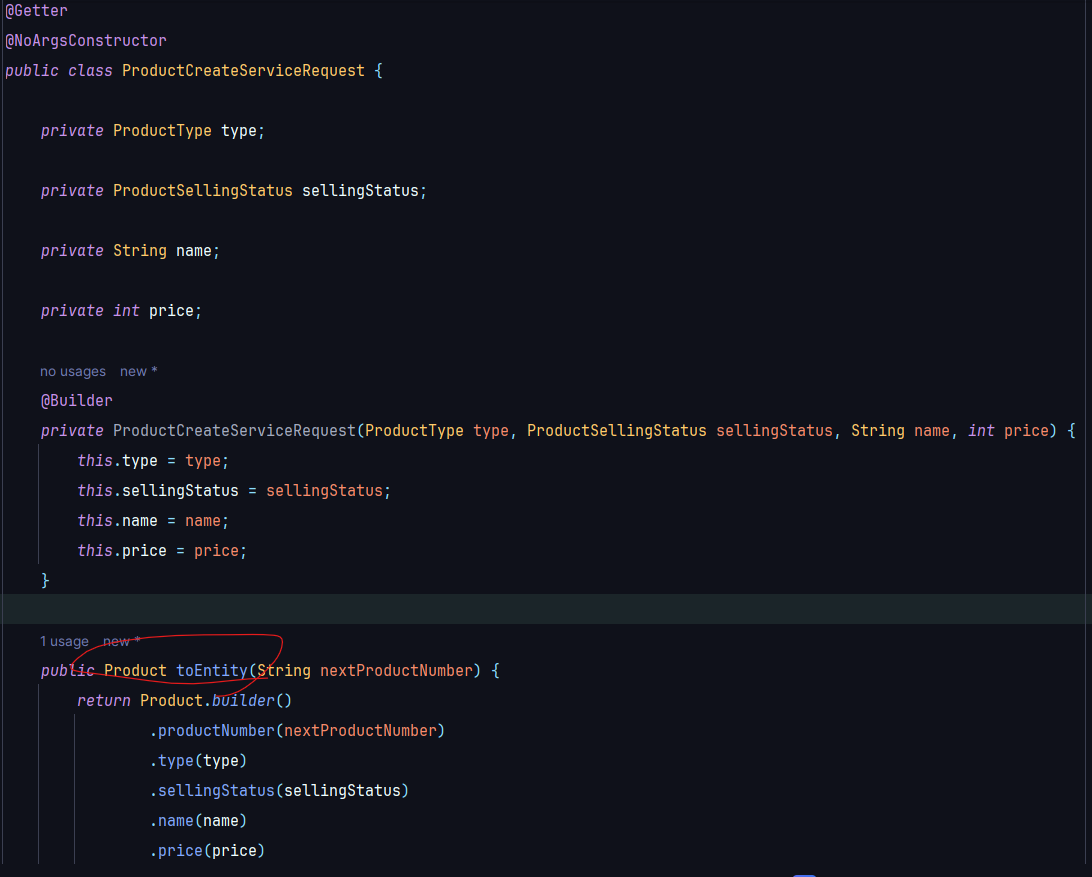 @Getter
@NoArgsConstructor
public class ProductCreateServiceRequest {
private ProductType type;
private ProductSellingStatus sellingStatus;
private String name;
private int price;
no usages new *
@Builder
private ProductCreateServiceRequest(ProductType type, ProductSellingStatus sellingStatus, String name, int price) {
this.type = type;
this.sellingStatus = sellingStatus;
this.name = name;
this.price = price;
}
1 usage new *
public Product toEntity(String nextProductNumber) {
return Product.builder()
.productNumber(nextProductNumber)
.type(type)
.sellingStatus(sellingStatus)
.name(name)
.price(price)